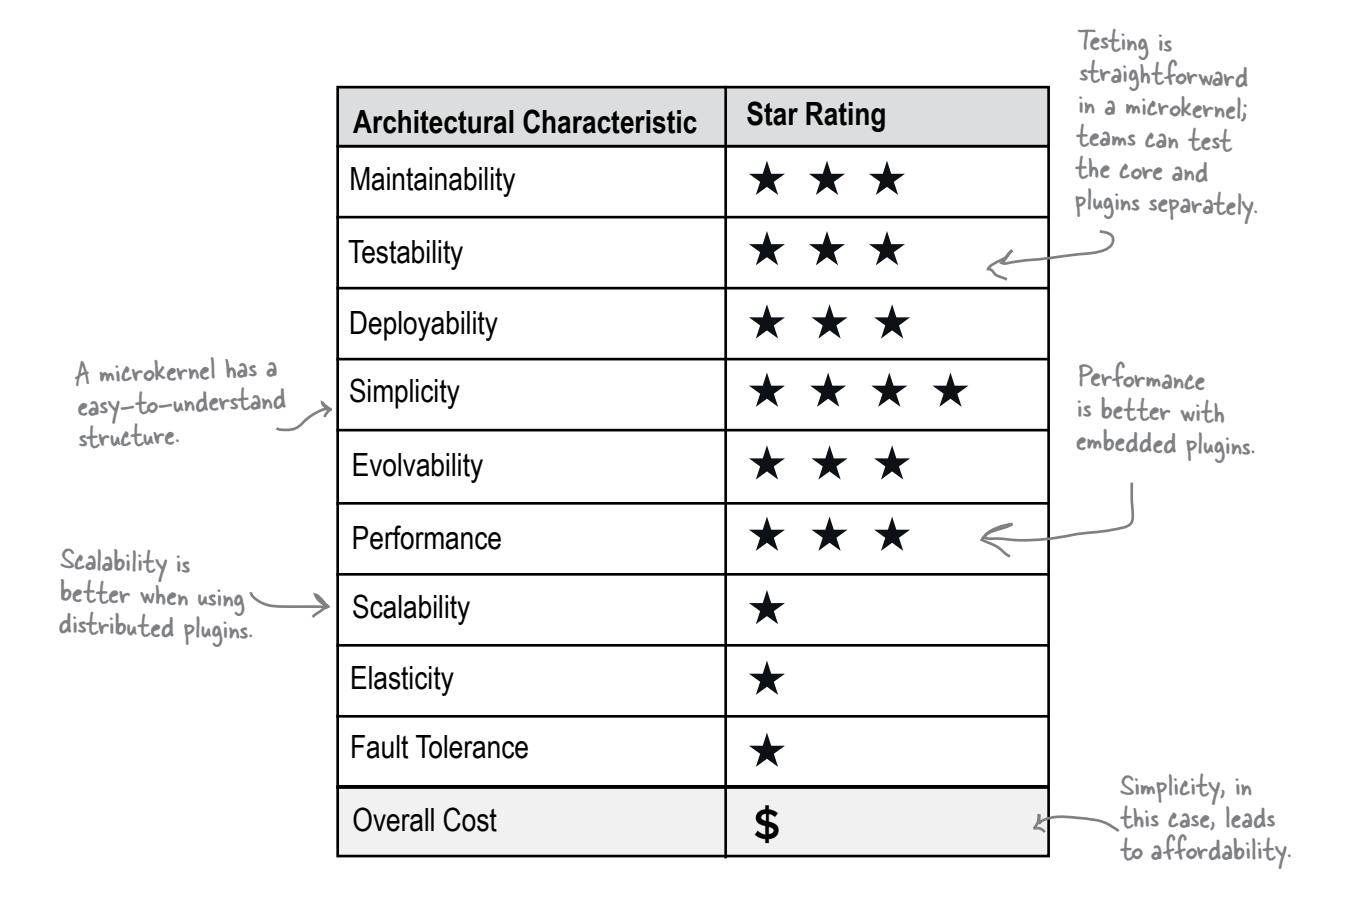 Testing is
straightforward
in a microkernel;
teams can test
the core and
plugins separately.
Architectural Characteristic Star Rating
Maintainability ★ ★ ★
Testability ★ ★ ★
Deployability ★ ★ ★
A microkernel has a
easy-to-understand
structure.
Simplicity ★ ★ ★ ★
Performance
is better with
embedded plugins.
Evolvability ★ ★ ★
Performance ★ ★ ★
Scalability is
better when using
distributed plugins.
Scalability ★
Elasticity ★
Fault Tolerance ★
Overall Cost $
Simplicity, in
this case, leads
to affordability.